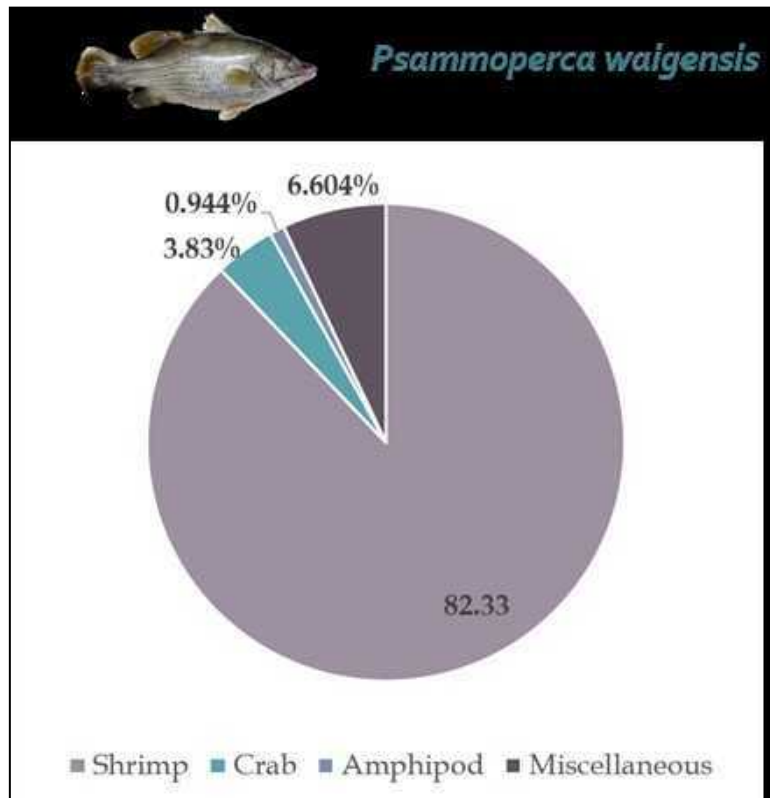 Psammoperca waigensis
6.604%
0.944%
3.83%
82.33
Shrimp Crab Amphipod Miscellaneous